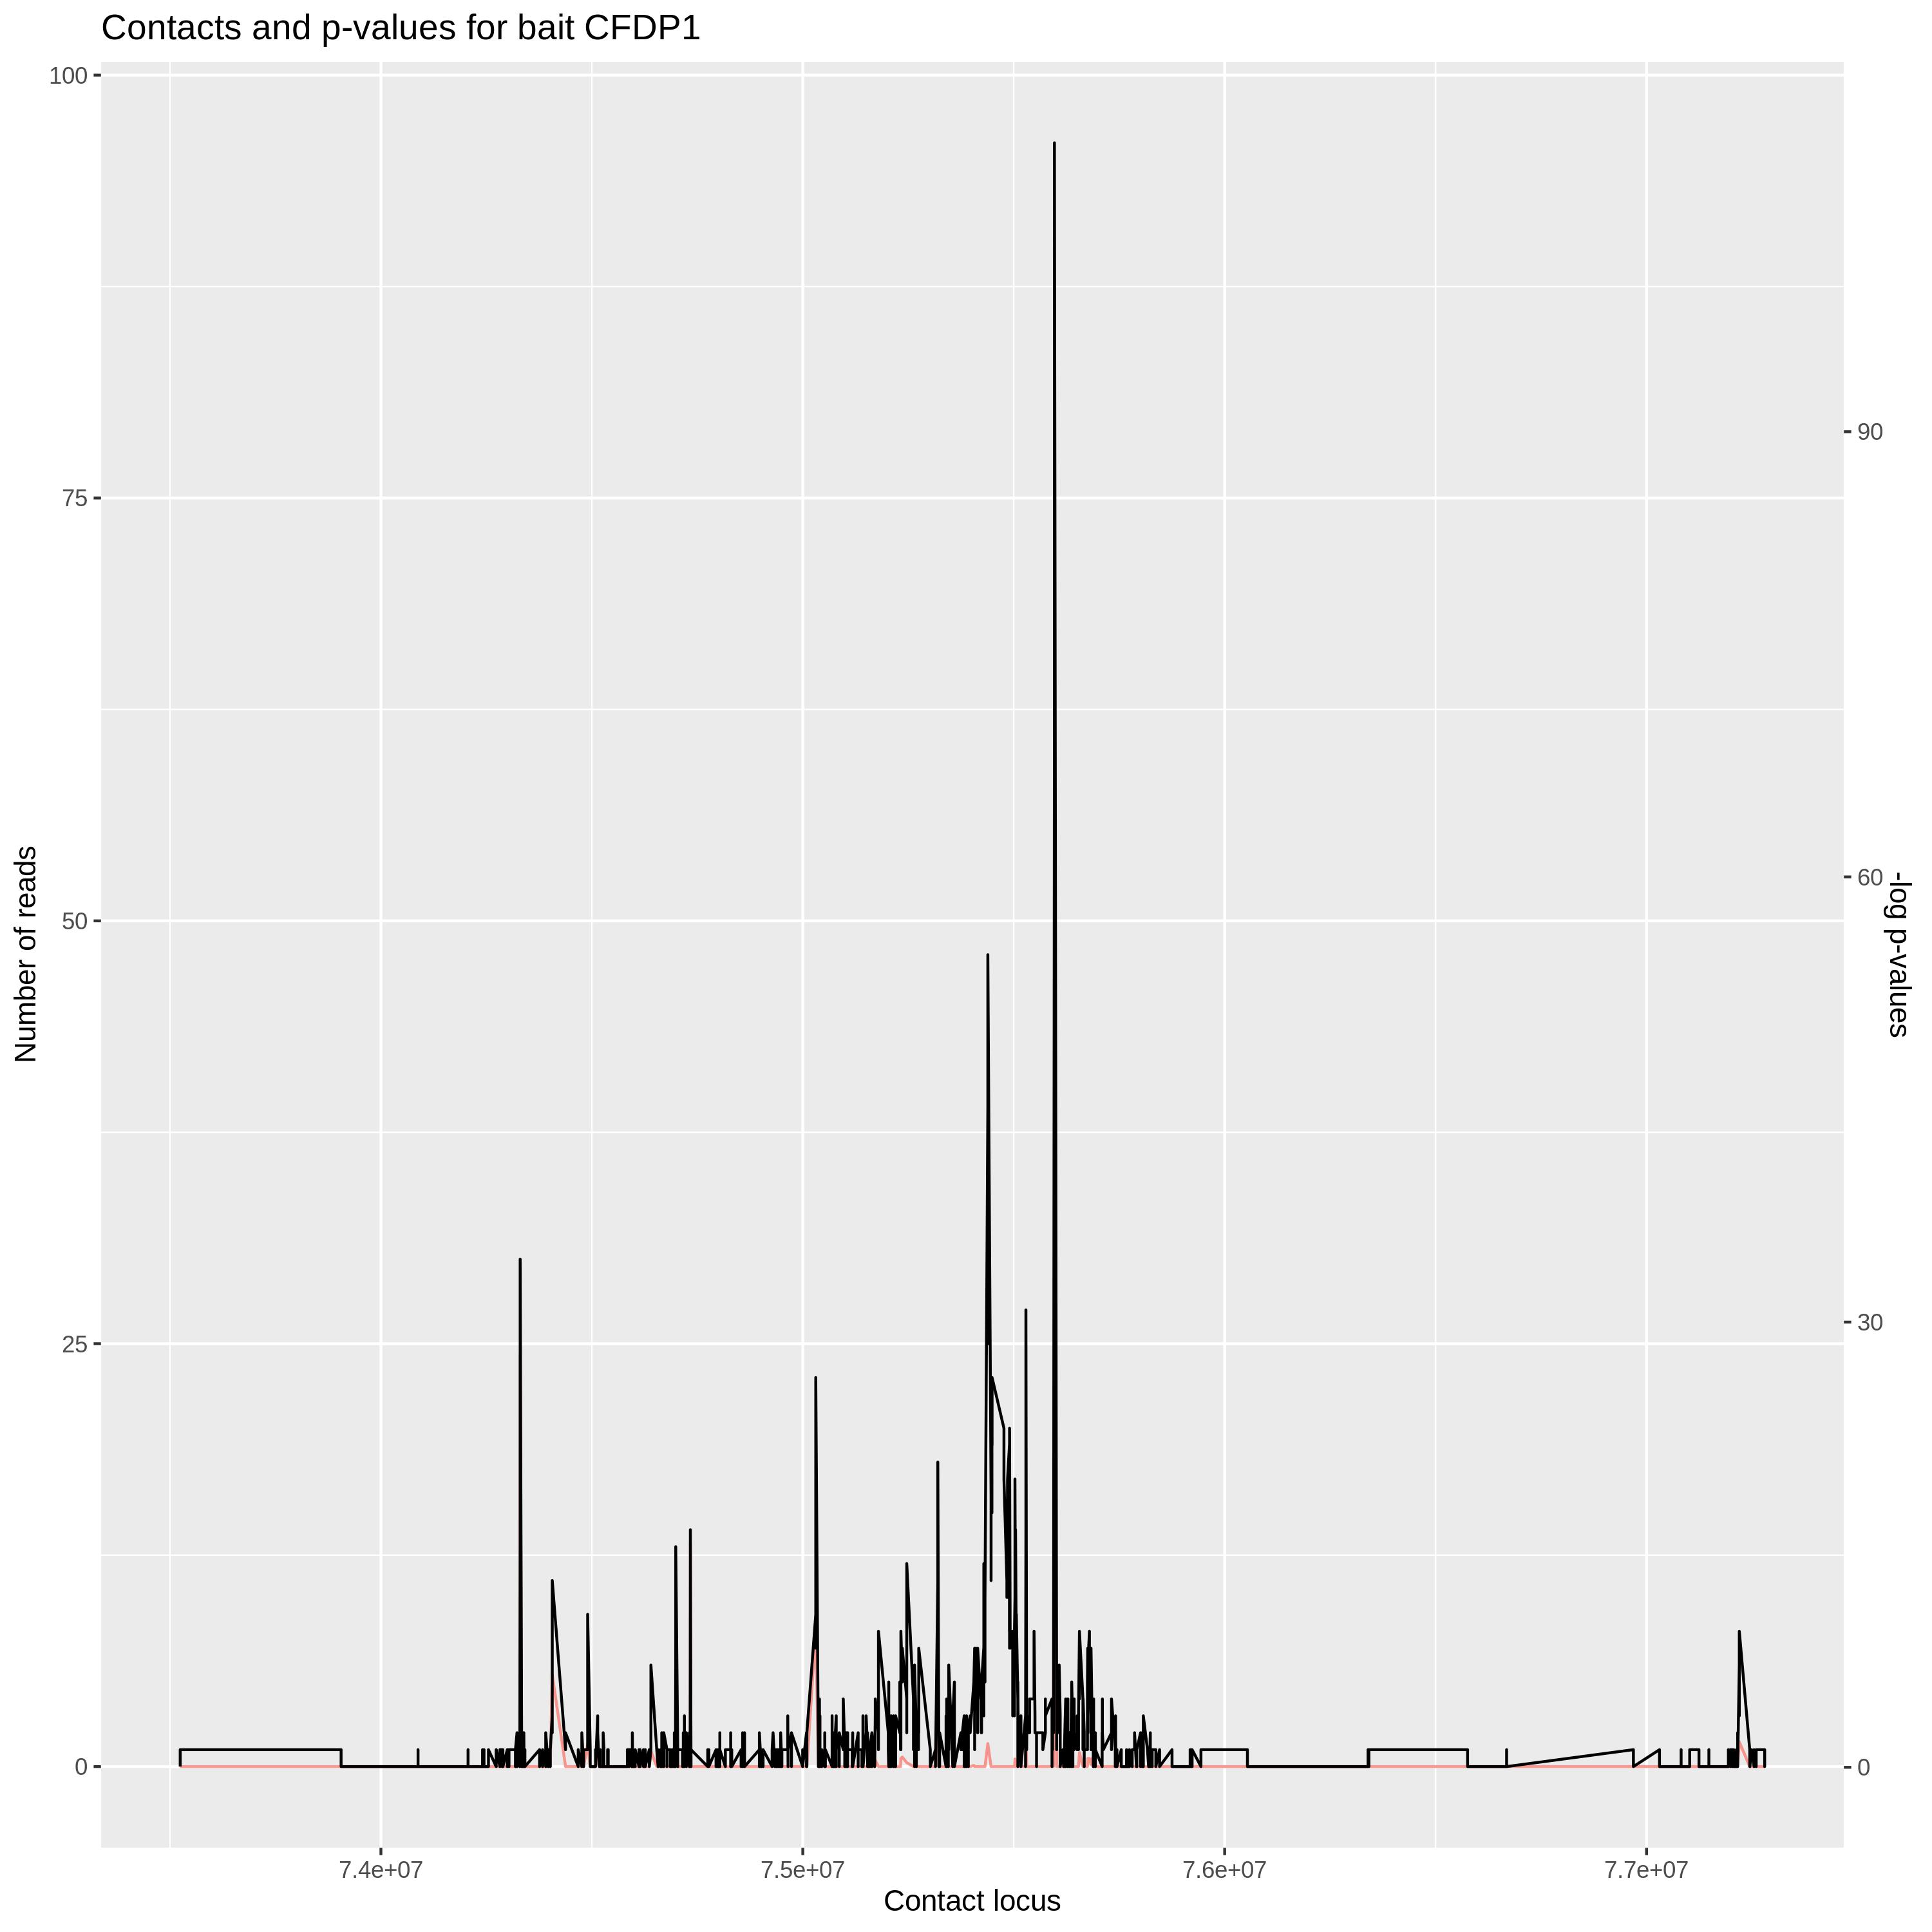 Contacts and p-values for bait CFDP1
100
75
50
25
0
Number of reads
90
60
30
0
-log p-values
7.4e+07
7.5e+07
7.6e+07
7.7e+07
Contact locus